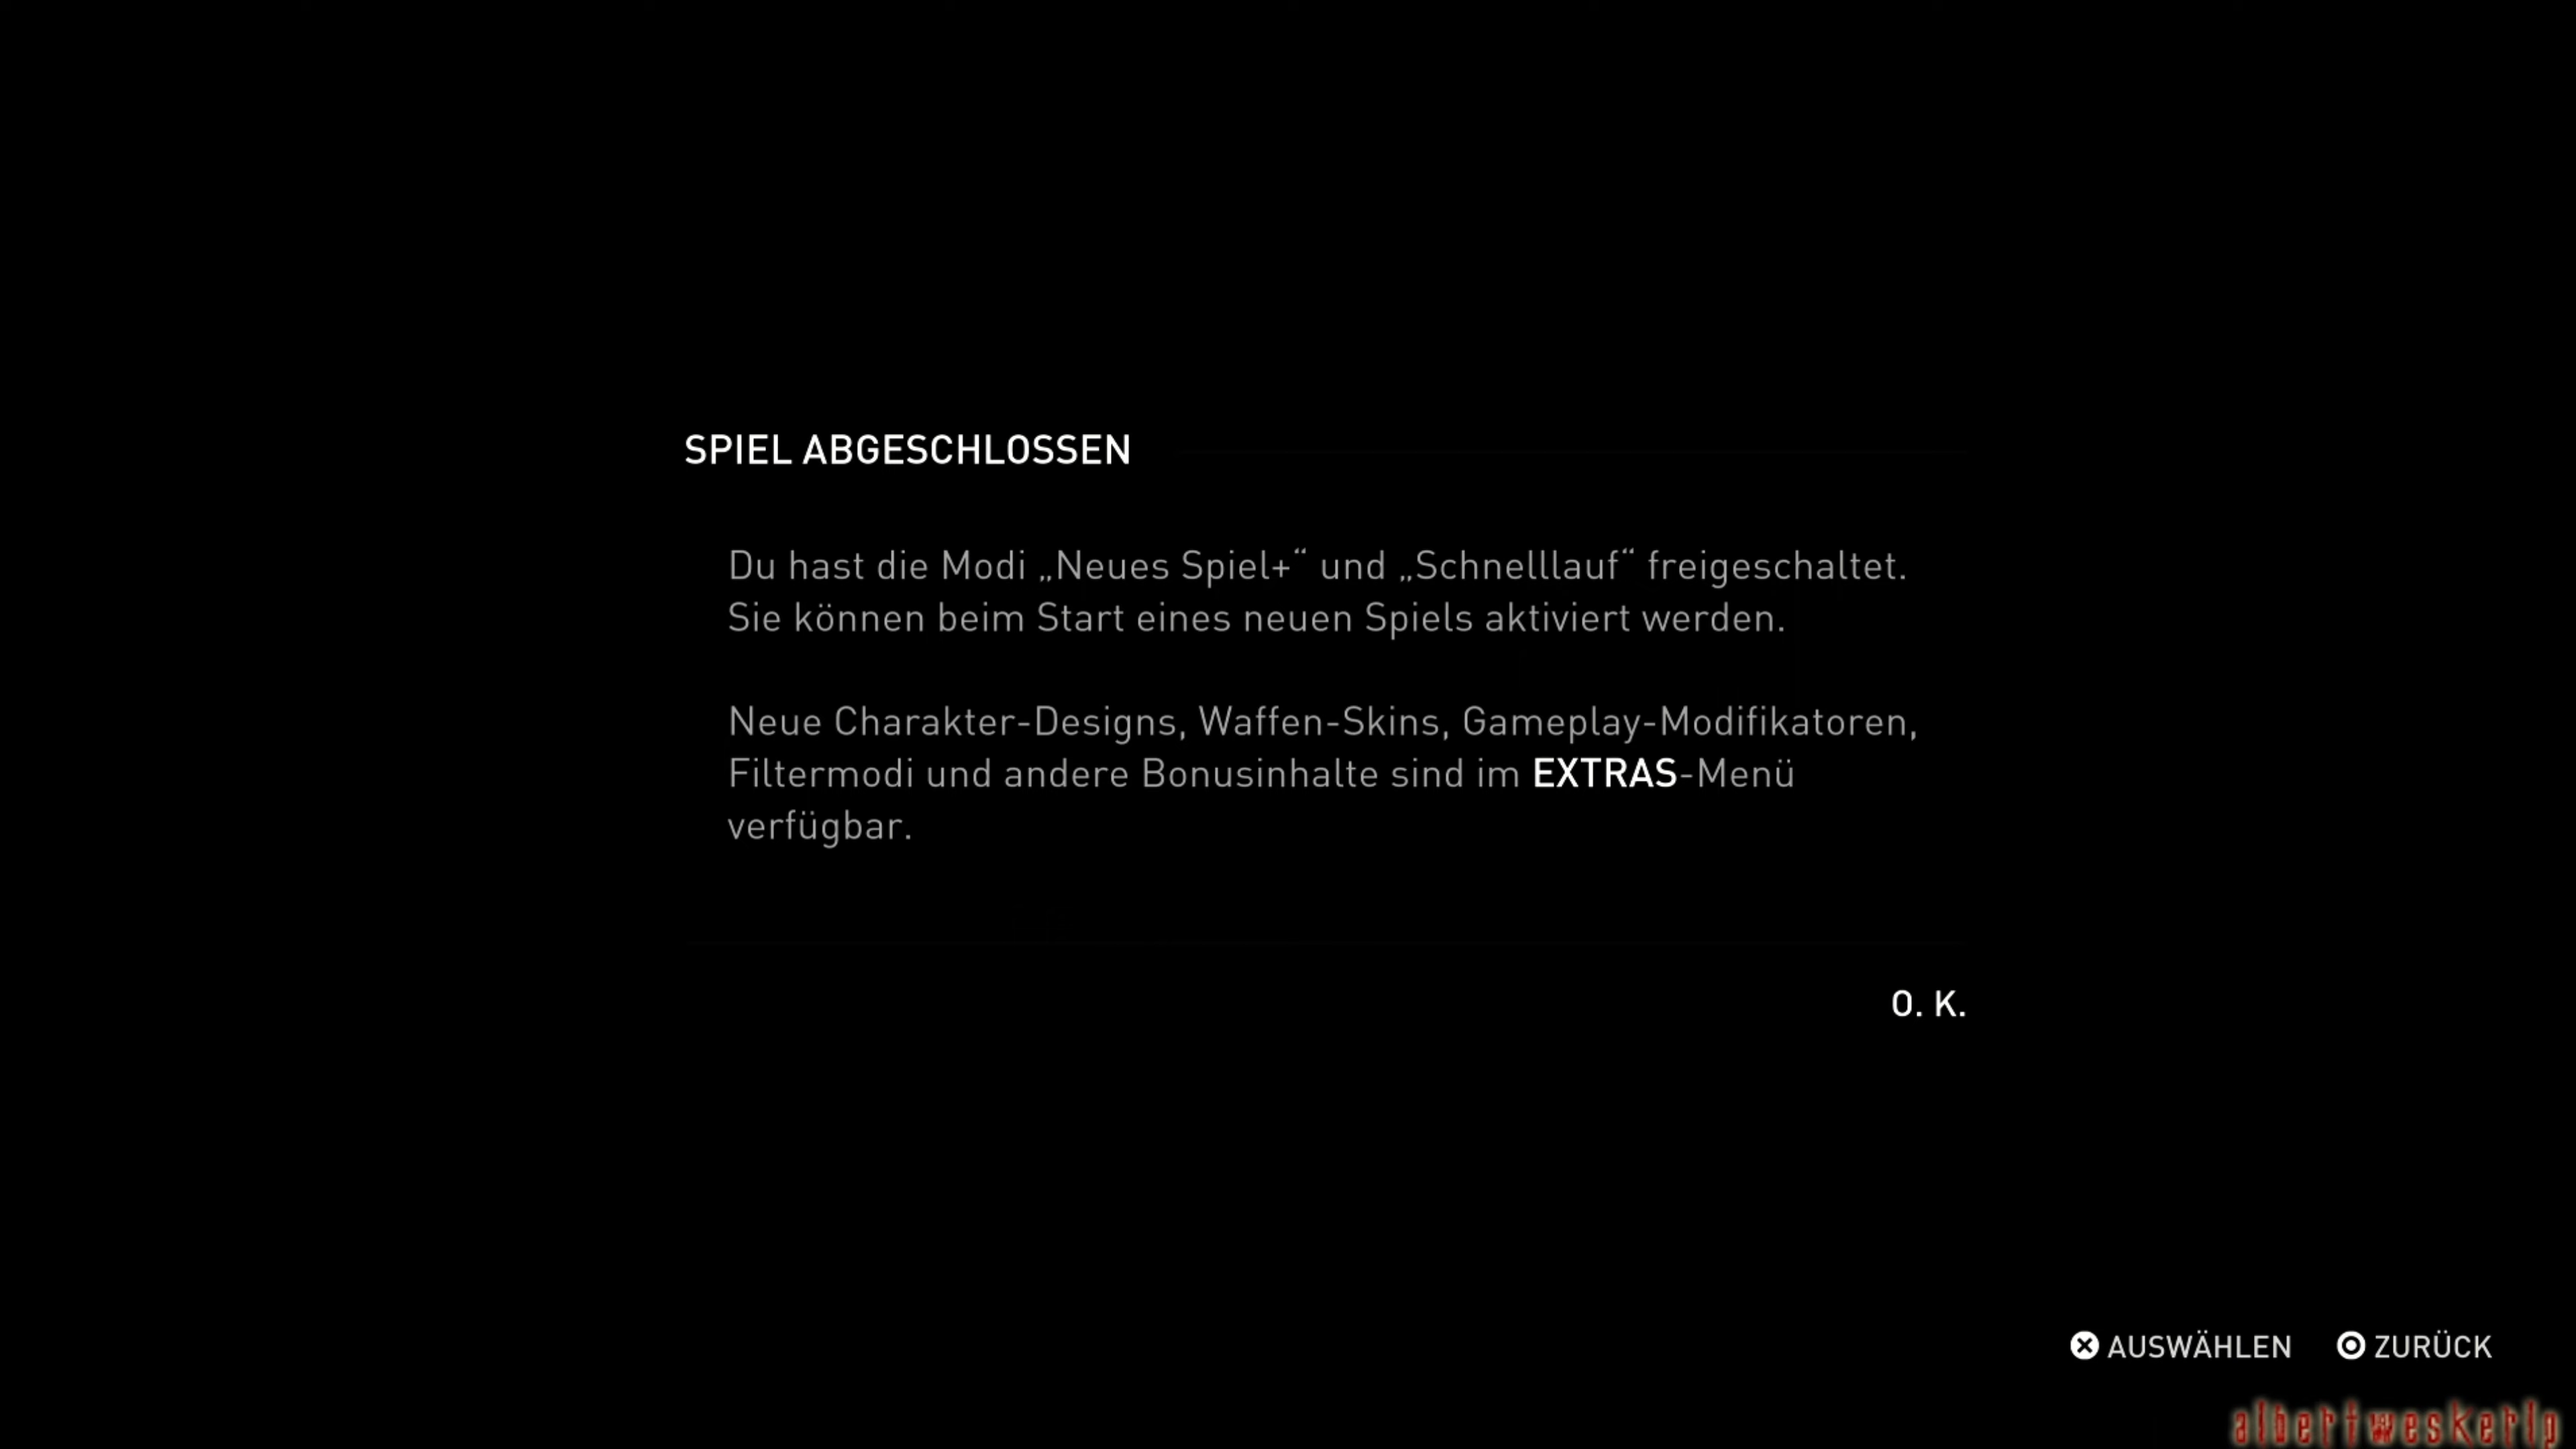 SPIEL ABGESCHLOSSEN
Du hast die Modi „Neues Spiel+“ und „Schnelllauf“ freigeschaltet.
Sie können beim Start eines neuen Spiels aktiviert werden.
Neue Charakter-Designs, Waffen-Skins, Gameplay-Modifikatoren,
Filtermodi und andere Bonusinhalte sind im EXTRAS-Menü
verfügbar.
O. K.
AUSWÄHLEN ZURÜCK
albertweskerlp